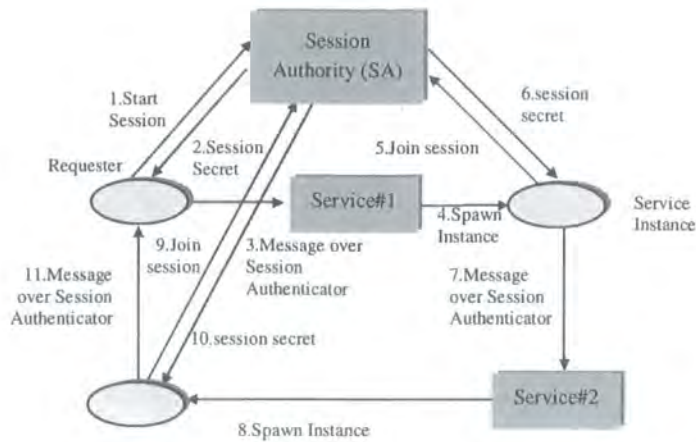 Session
Authority (SA)
1.Start
Session
2.Session
Secret
6.session
secret
5.Join session
Requester
Service#1
4.Spawn
Instance
Service
Instance
9.Join
session
3.Message over
Session
Authenticator
11.Message
over Session
Authenticator
7.Message
over Session
Authenticator
10.session secret
Service#2
8.Spawn Instance